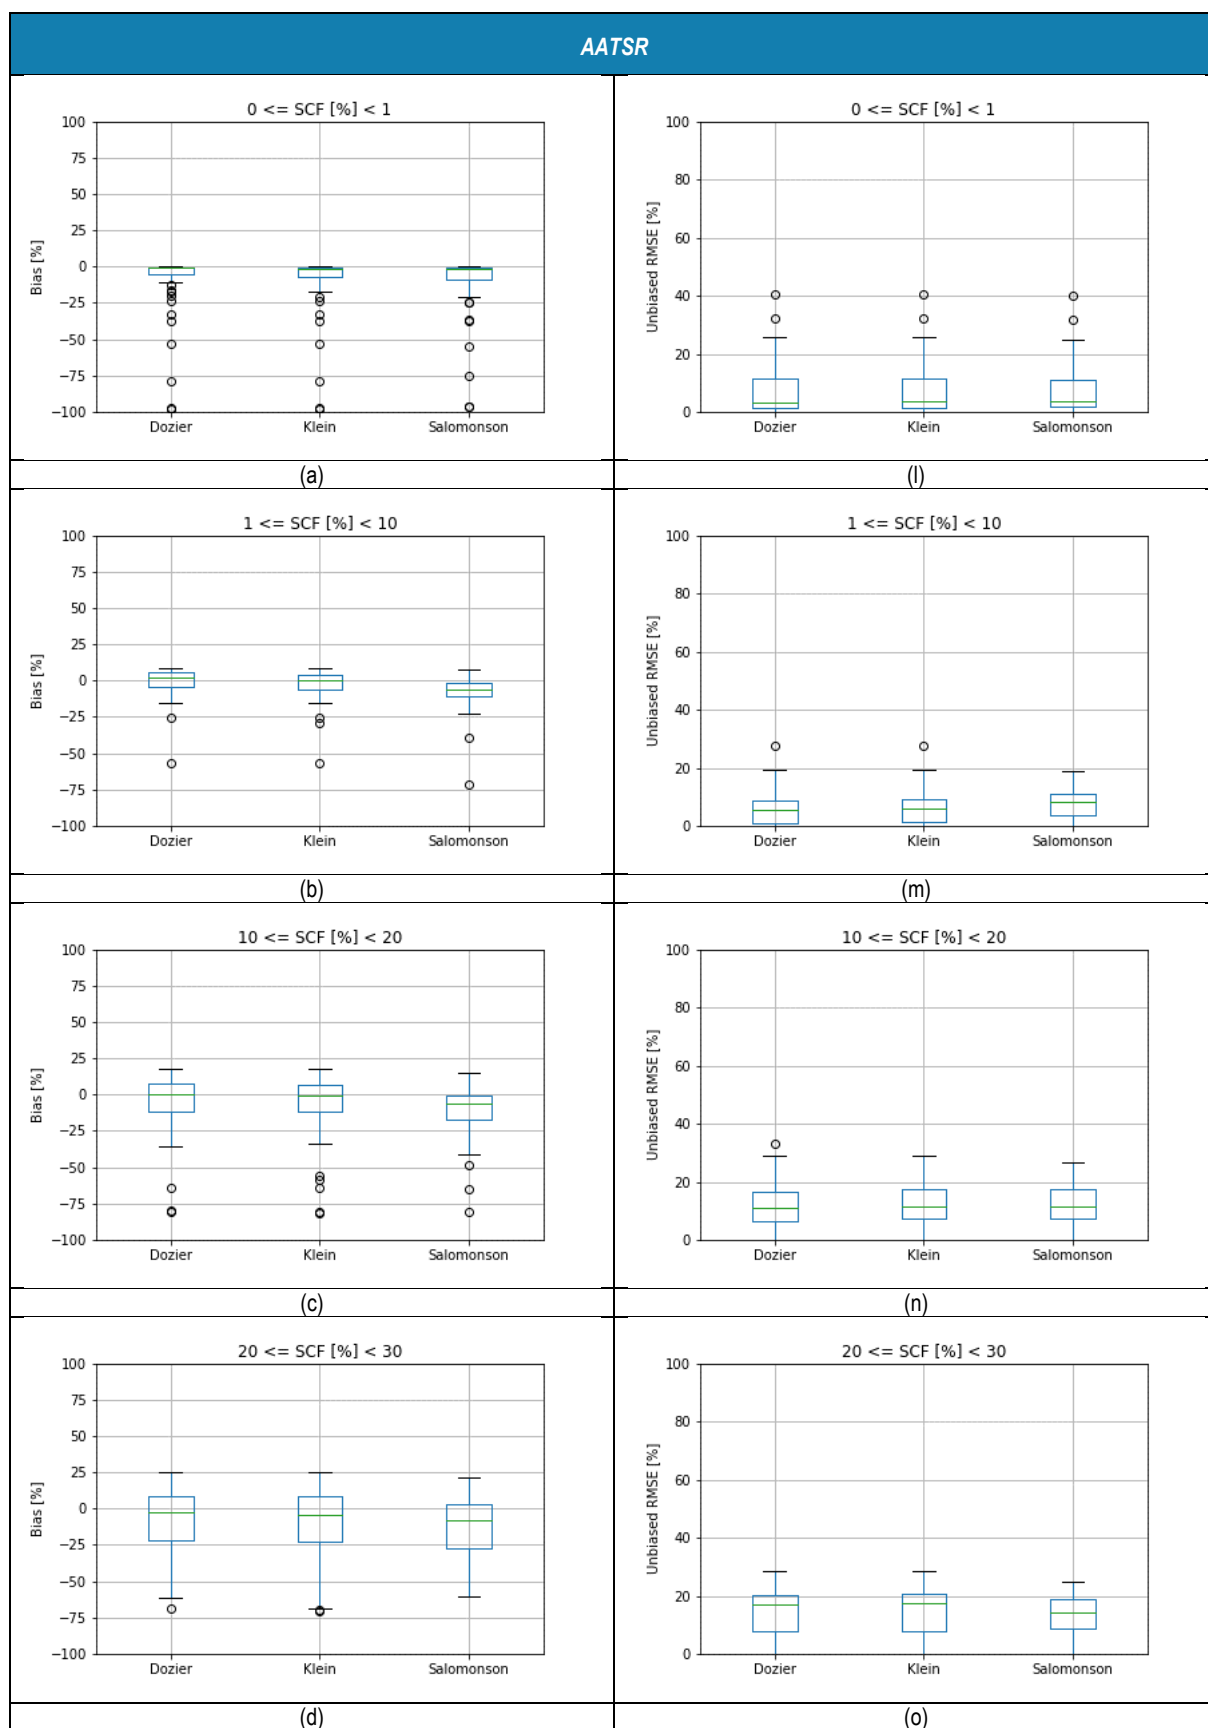 AATSR
0 <= SCF [%] < 1
100
75
50
25
0
−25
−50
−75
−100
Bias [%]
Dozier Klein Salomonson
(a)
0 <= SCF [%] < 1
100
80
60
40
20
0
Unbiased RMSE [%]
Dozier Klein Salomonson
(l)
1 <= SCF [%] < 10
100
75
50
25
0
−25
−50
−75
−100
Bias [%]
Dozier Klein Salomonson
(b)
1 <= SCF [%] < 10
100
80
60
40
20
0
Unbiased RMSE [%]
Dozier Klein Salomonson
(m)
10 <= SCF [%] < 20
100
75
50
25
0
−25
−50
−75
−100
Bias [%]
Dozier Klein Salomonson
(c)
10 <= SCF [%] < 20
100
80
60
40
20
0
Unbiased RMSE [%]
Dozier Klein Salomonson
(n)
20 <= SCF [%] < 30
100
75
50
25
0
−25
−50
−75
−100
Bias [%]
Dozier Klein Salomonson
(d)
20 <= SCF [%] < 30
100
80
60
40
20
0
Unbiased RMSE [%]
Dozier Klein Salomonson
(o)